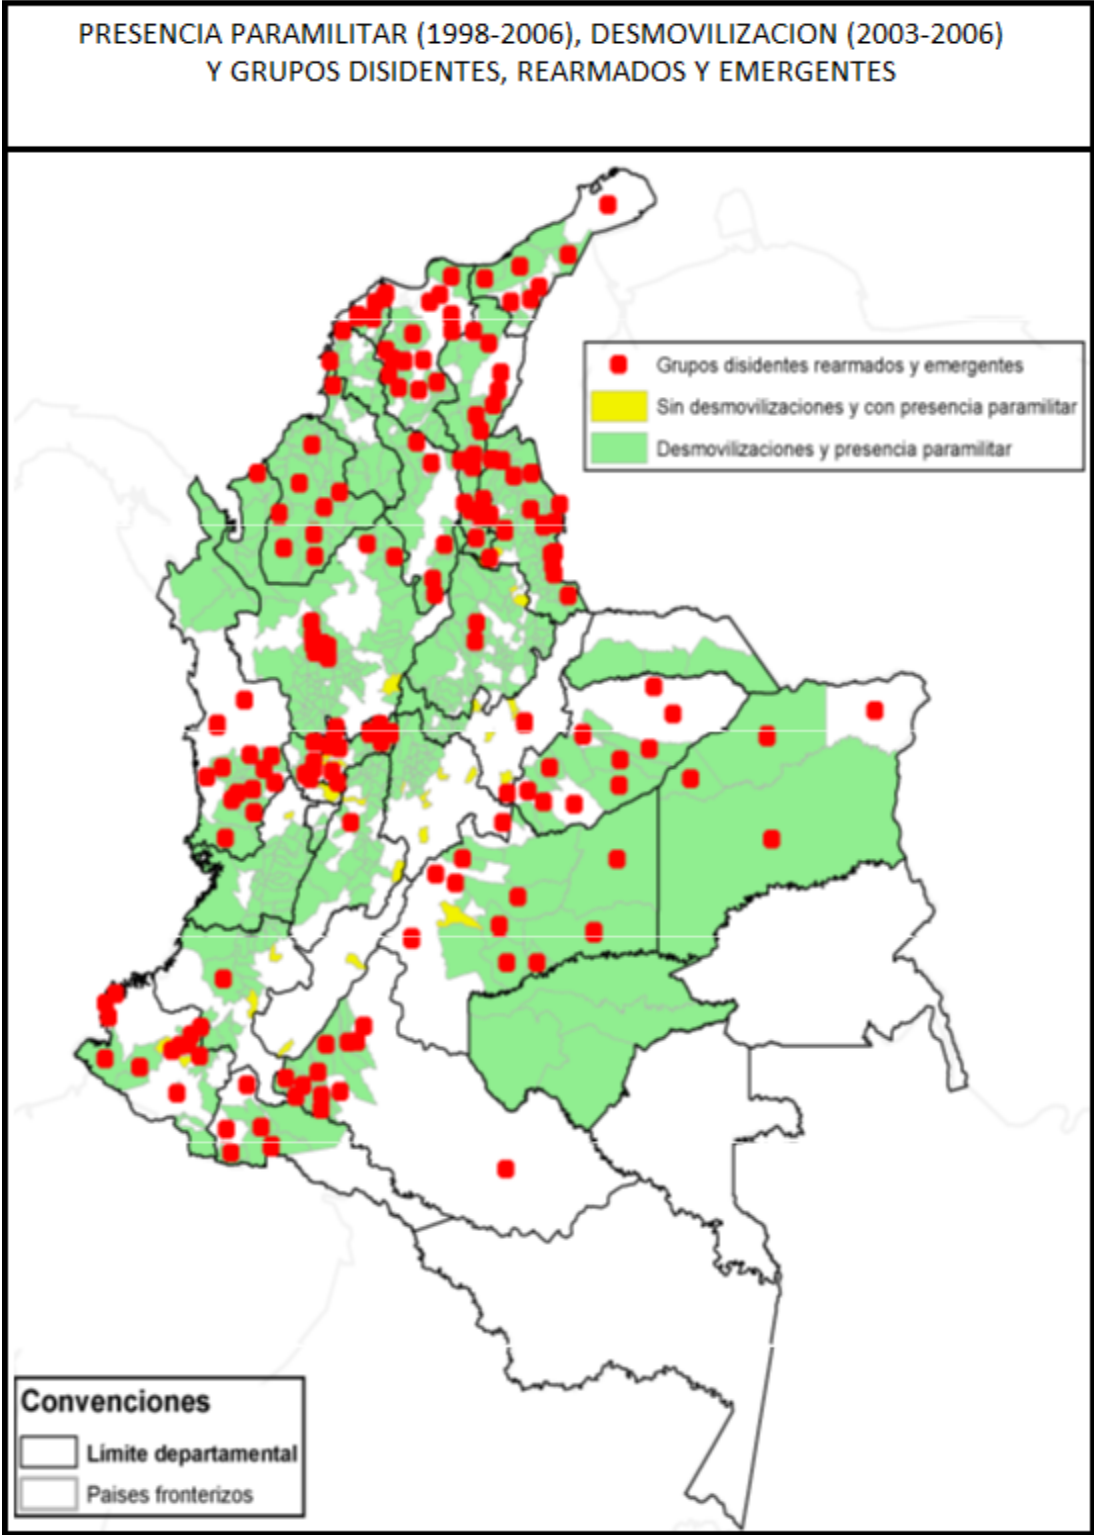 PRESENCIA PARAMILITAR (1998-2006), DESMOVILIZACION (2003-2006)
Y GRUPOS DISIDENTES, REARMADOS Y EMERGENTES
Grupos disidentes rearmados y emergentes
Sin desmovilizaciones y con presencia paramilitar
Desmovilizaciones y presencia paramilitar
Convenciones
Límite departamental
Paises fronterizos